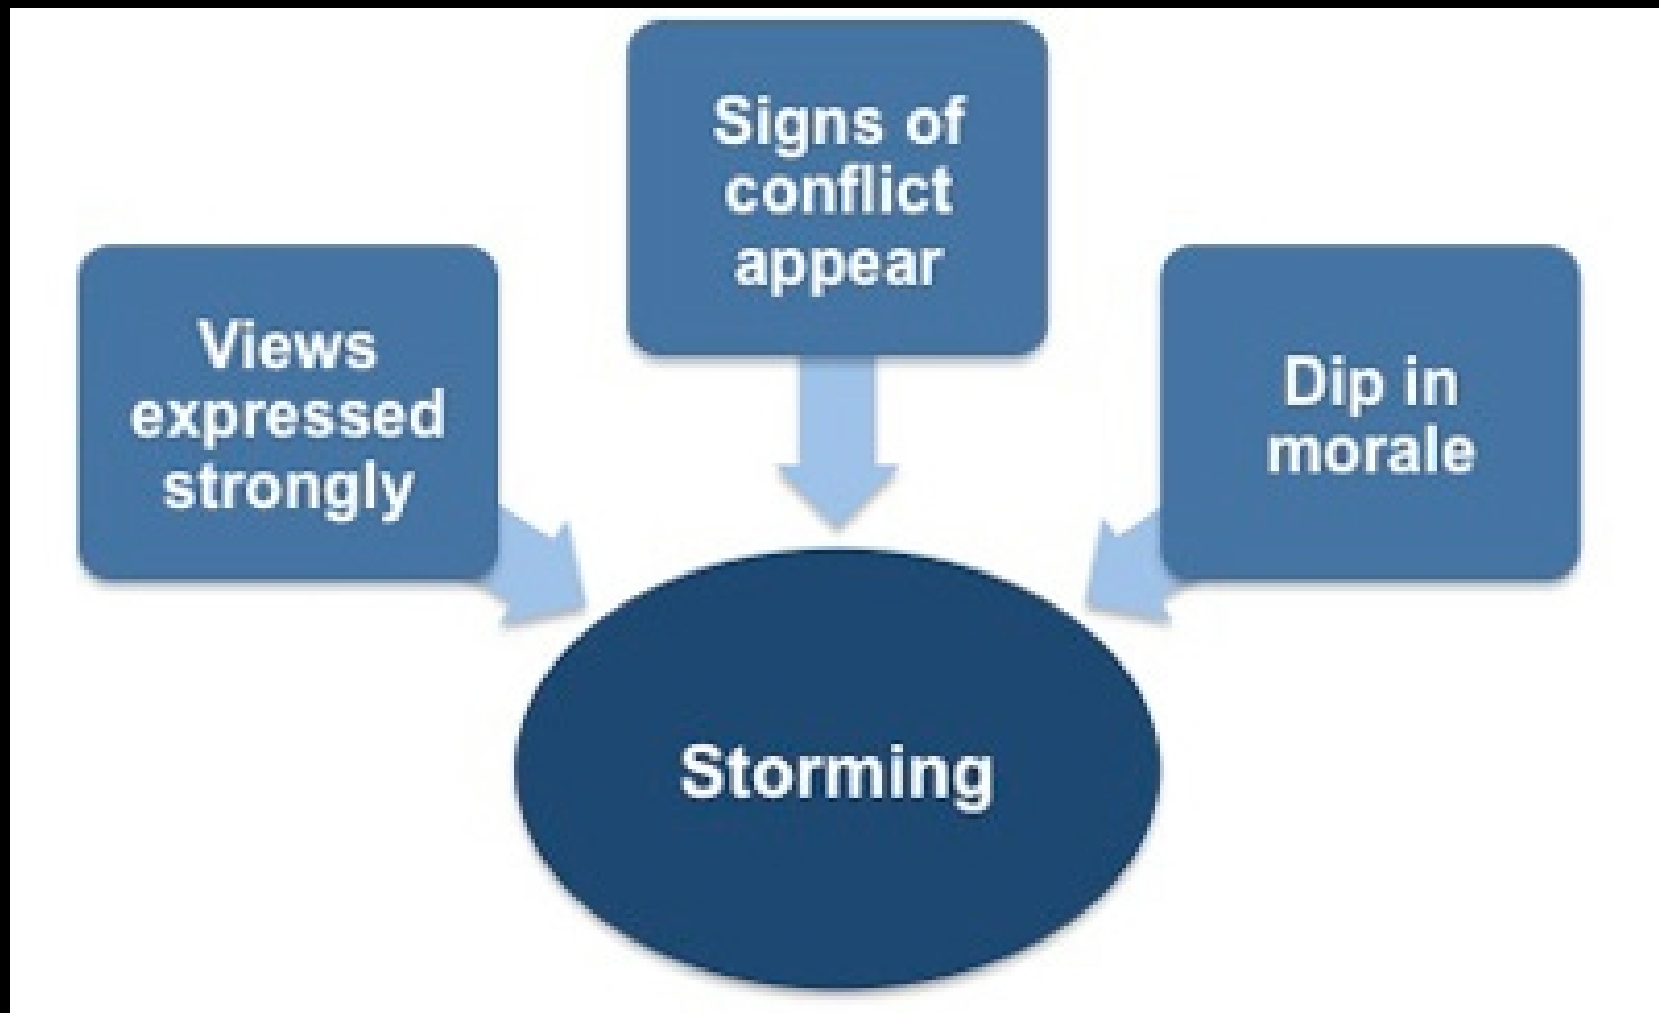 Signs of
conflict
appear
Views
expressed
strongly
Dip in
morale
Storming